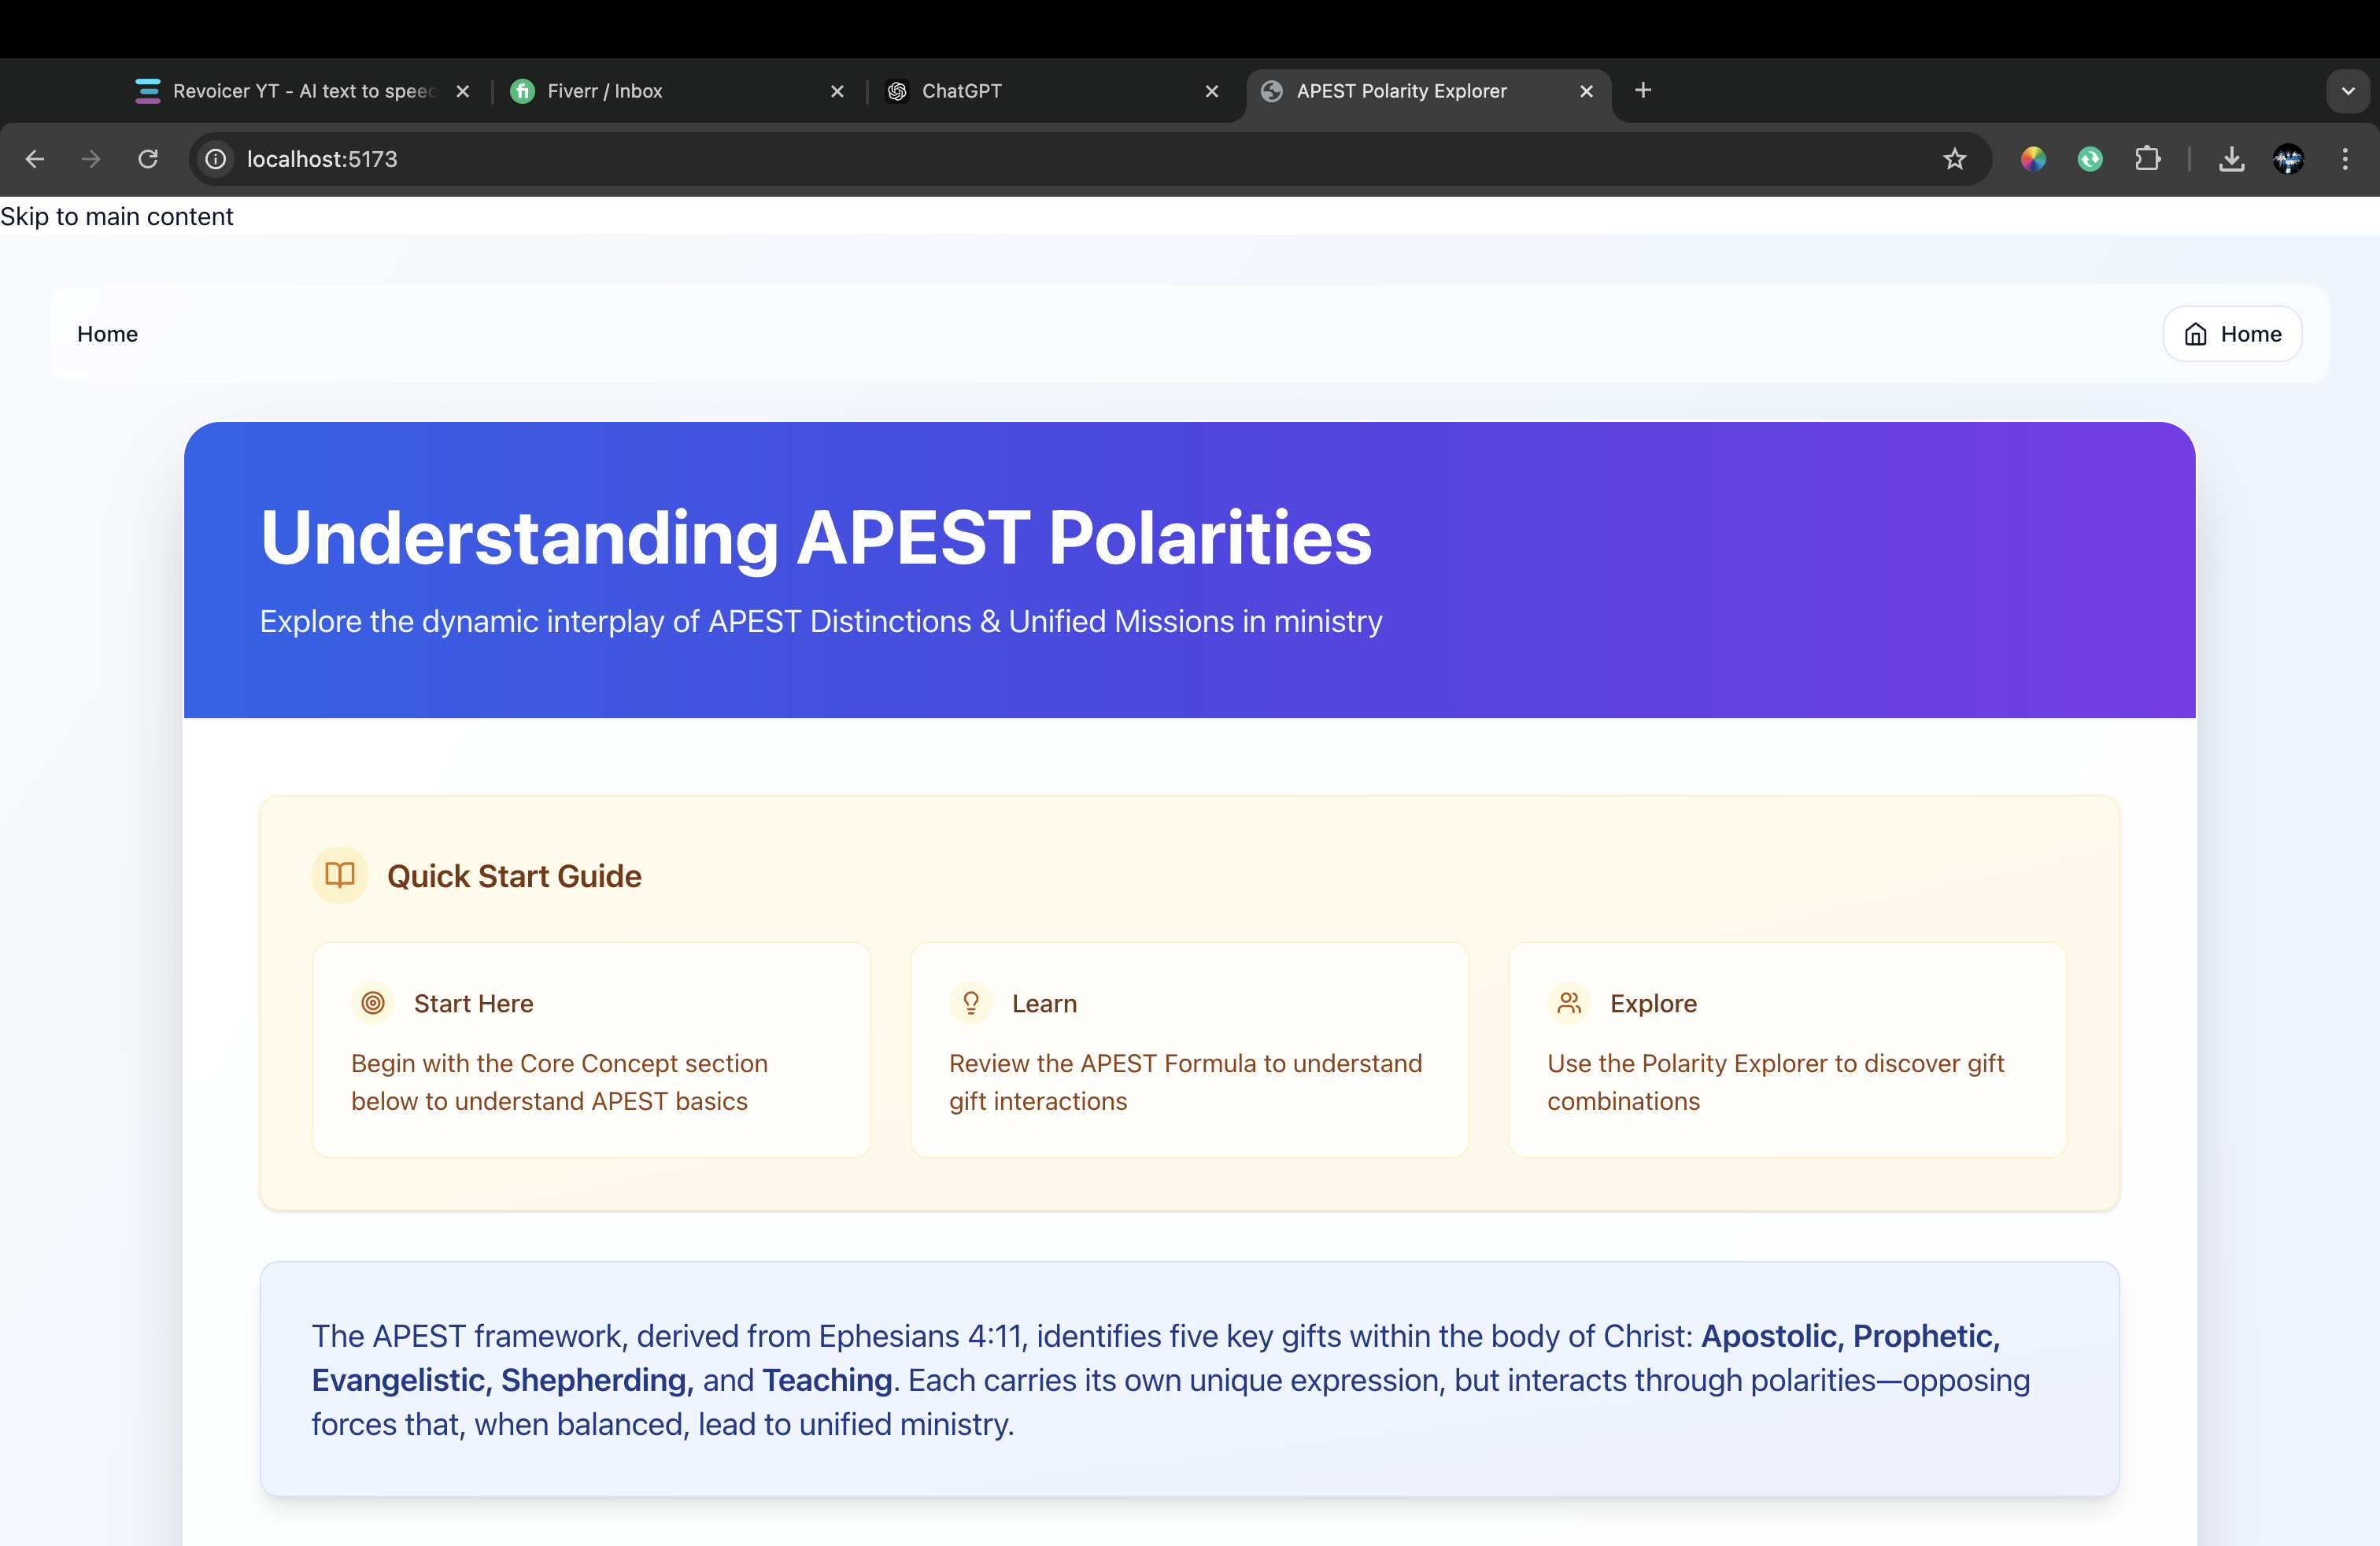 Revoicer YT - AI text to speec
Fiverr / Inbox
ChatGPT
APEST Polarity Explorer
localhost:5173
Skip to main content
Home
Home
Understanding APEST Polarities
Explore the dynamic interplay of APEST Distinctions & Unified Missions in ministry
Quick Start Guide
Start Here
Begin with the Core Concept section
below to understand APEST basics
Learn
Review the APEST Formula to understand
gift interactions
Explore
Use the Polarity Explorer to discover gift
combinations
The APEST framework, derived from Ephesians 4:11, identifies five key gifts within the body of Christ: Apostolic, Prophetic,
Evangelistic, Shepherding, and Teaching. Each carries its own unique expression, but interacts through polarities—opposing
forces that, when balanced, lead to unified ministry.